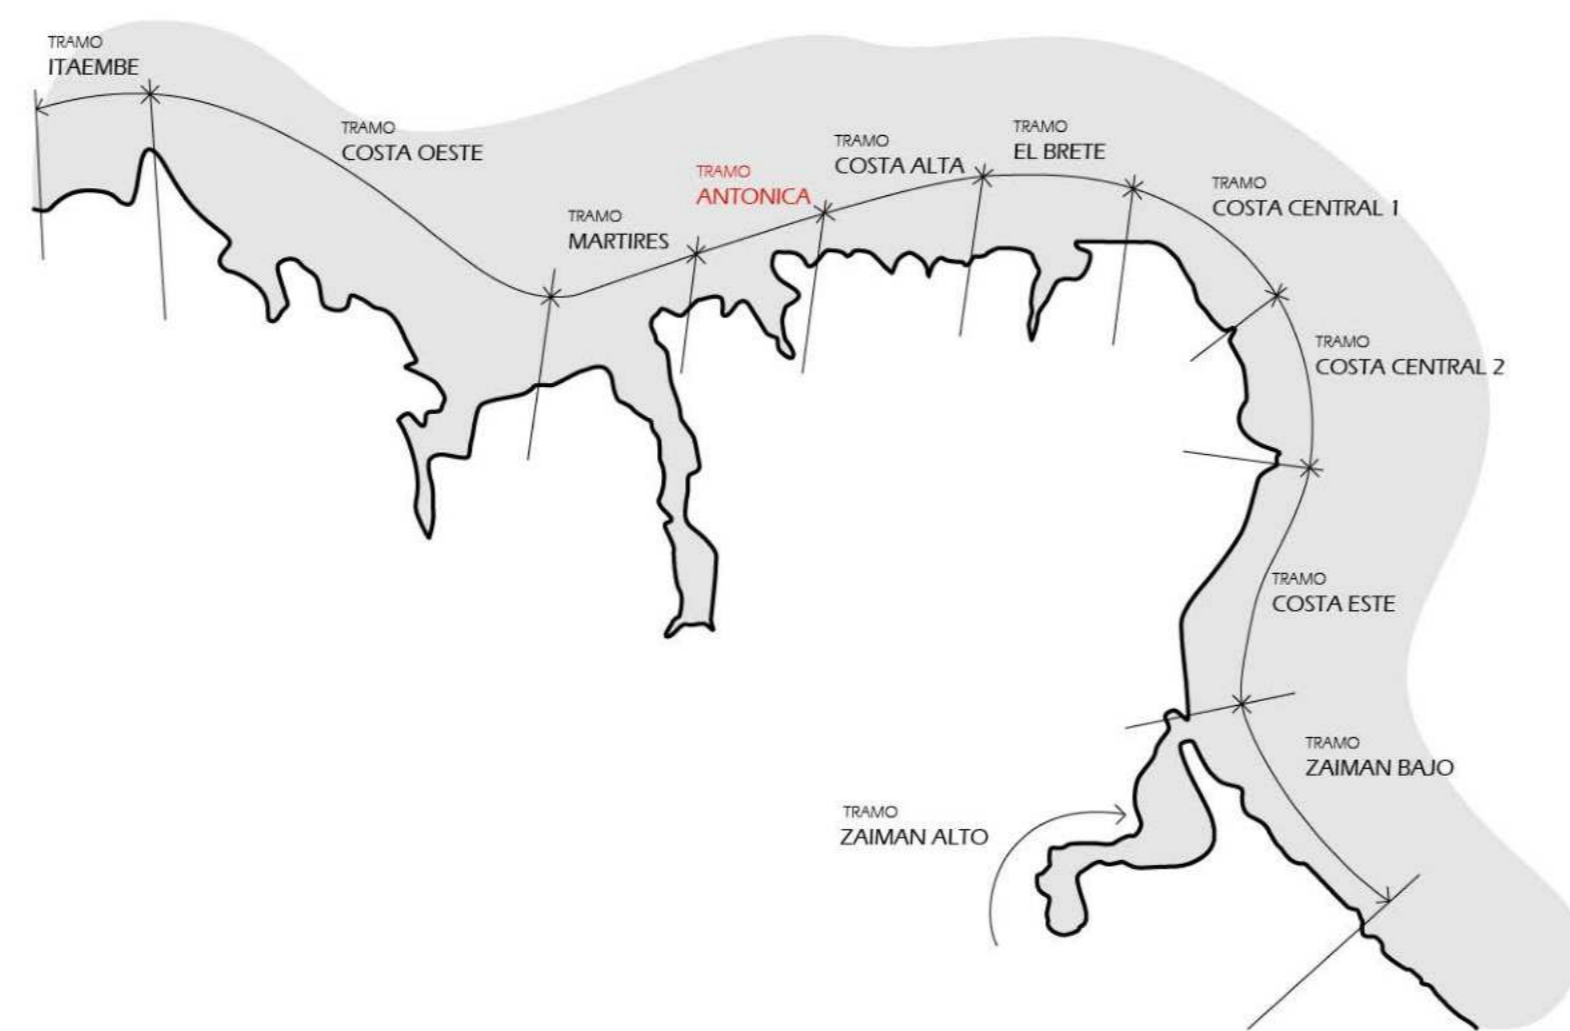 TRAMO
ITAEMBE
TRAMO
COSTA OESTE
TRAMO
MARTIRES
TRAMO
ANTONICA
TRAMO
COSTA ALTA
TRAMO
EL BRETE
TRAMO
COSTA CENTRAL 1
TRAMO
COSTA CENTRAL 2
TRAMO
COSTA ESTE
TRAMO
ZAIMAN BAJO
TRAMO
ZAIMAN ALTO